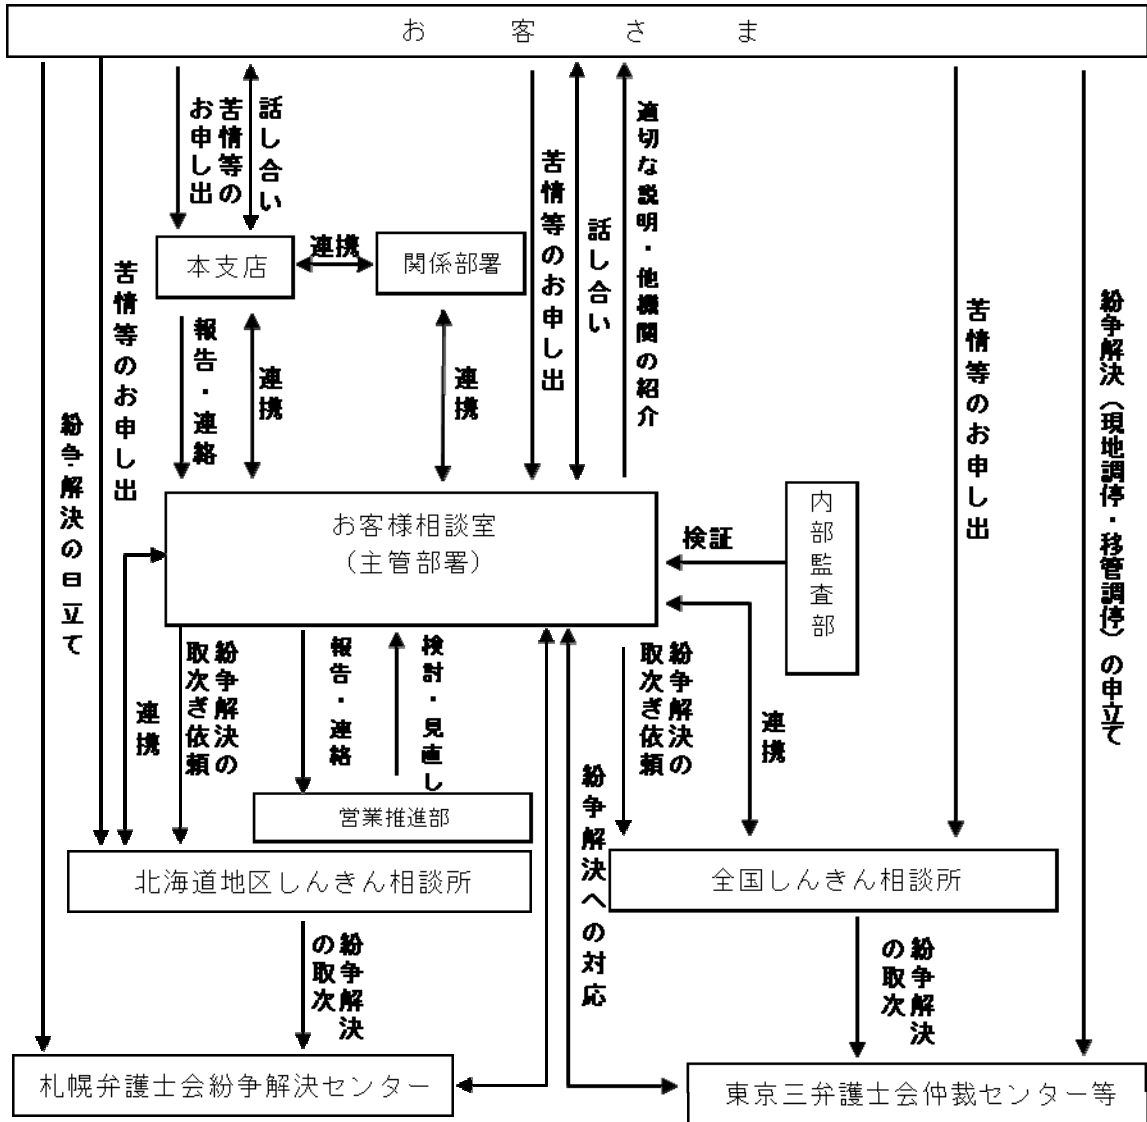 お客さま
苦情等の
お申し出
話し合い
苦情等のお申し出
話し合い
適切な説明・他機関の紹介
本支店
連携
関係部署
苦情等のお申し出
紛争解決の日立て
報告・連絡
連携
連携
苦情等のお申し出
紛争解決（現地調停・移管調停）の申立て
お客様相談室
（主管部署）
検証
内部監査部
連携
紛争解決の
取次ぎ依頼
報告・連絡
検討・見直し
紛争解決の
取次ぎ依頼
連携
営業推進部
紛争解決への対応
北海道地区しんきん相談所
全国しんきん相談所
紛争解決
の取次
紛争解決
の取次
札幌弁護士会紛争解決センター
東京三弁護士会仲裁センター等